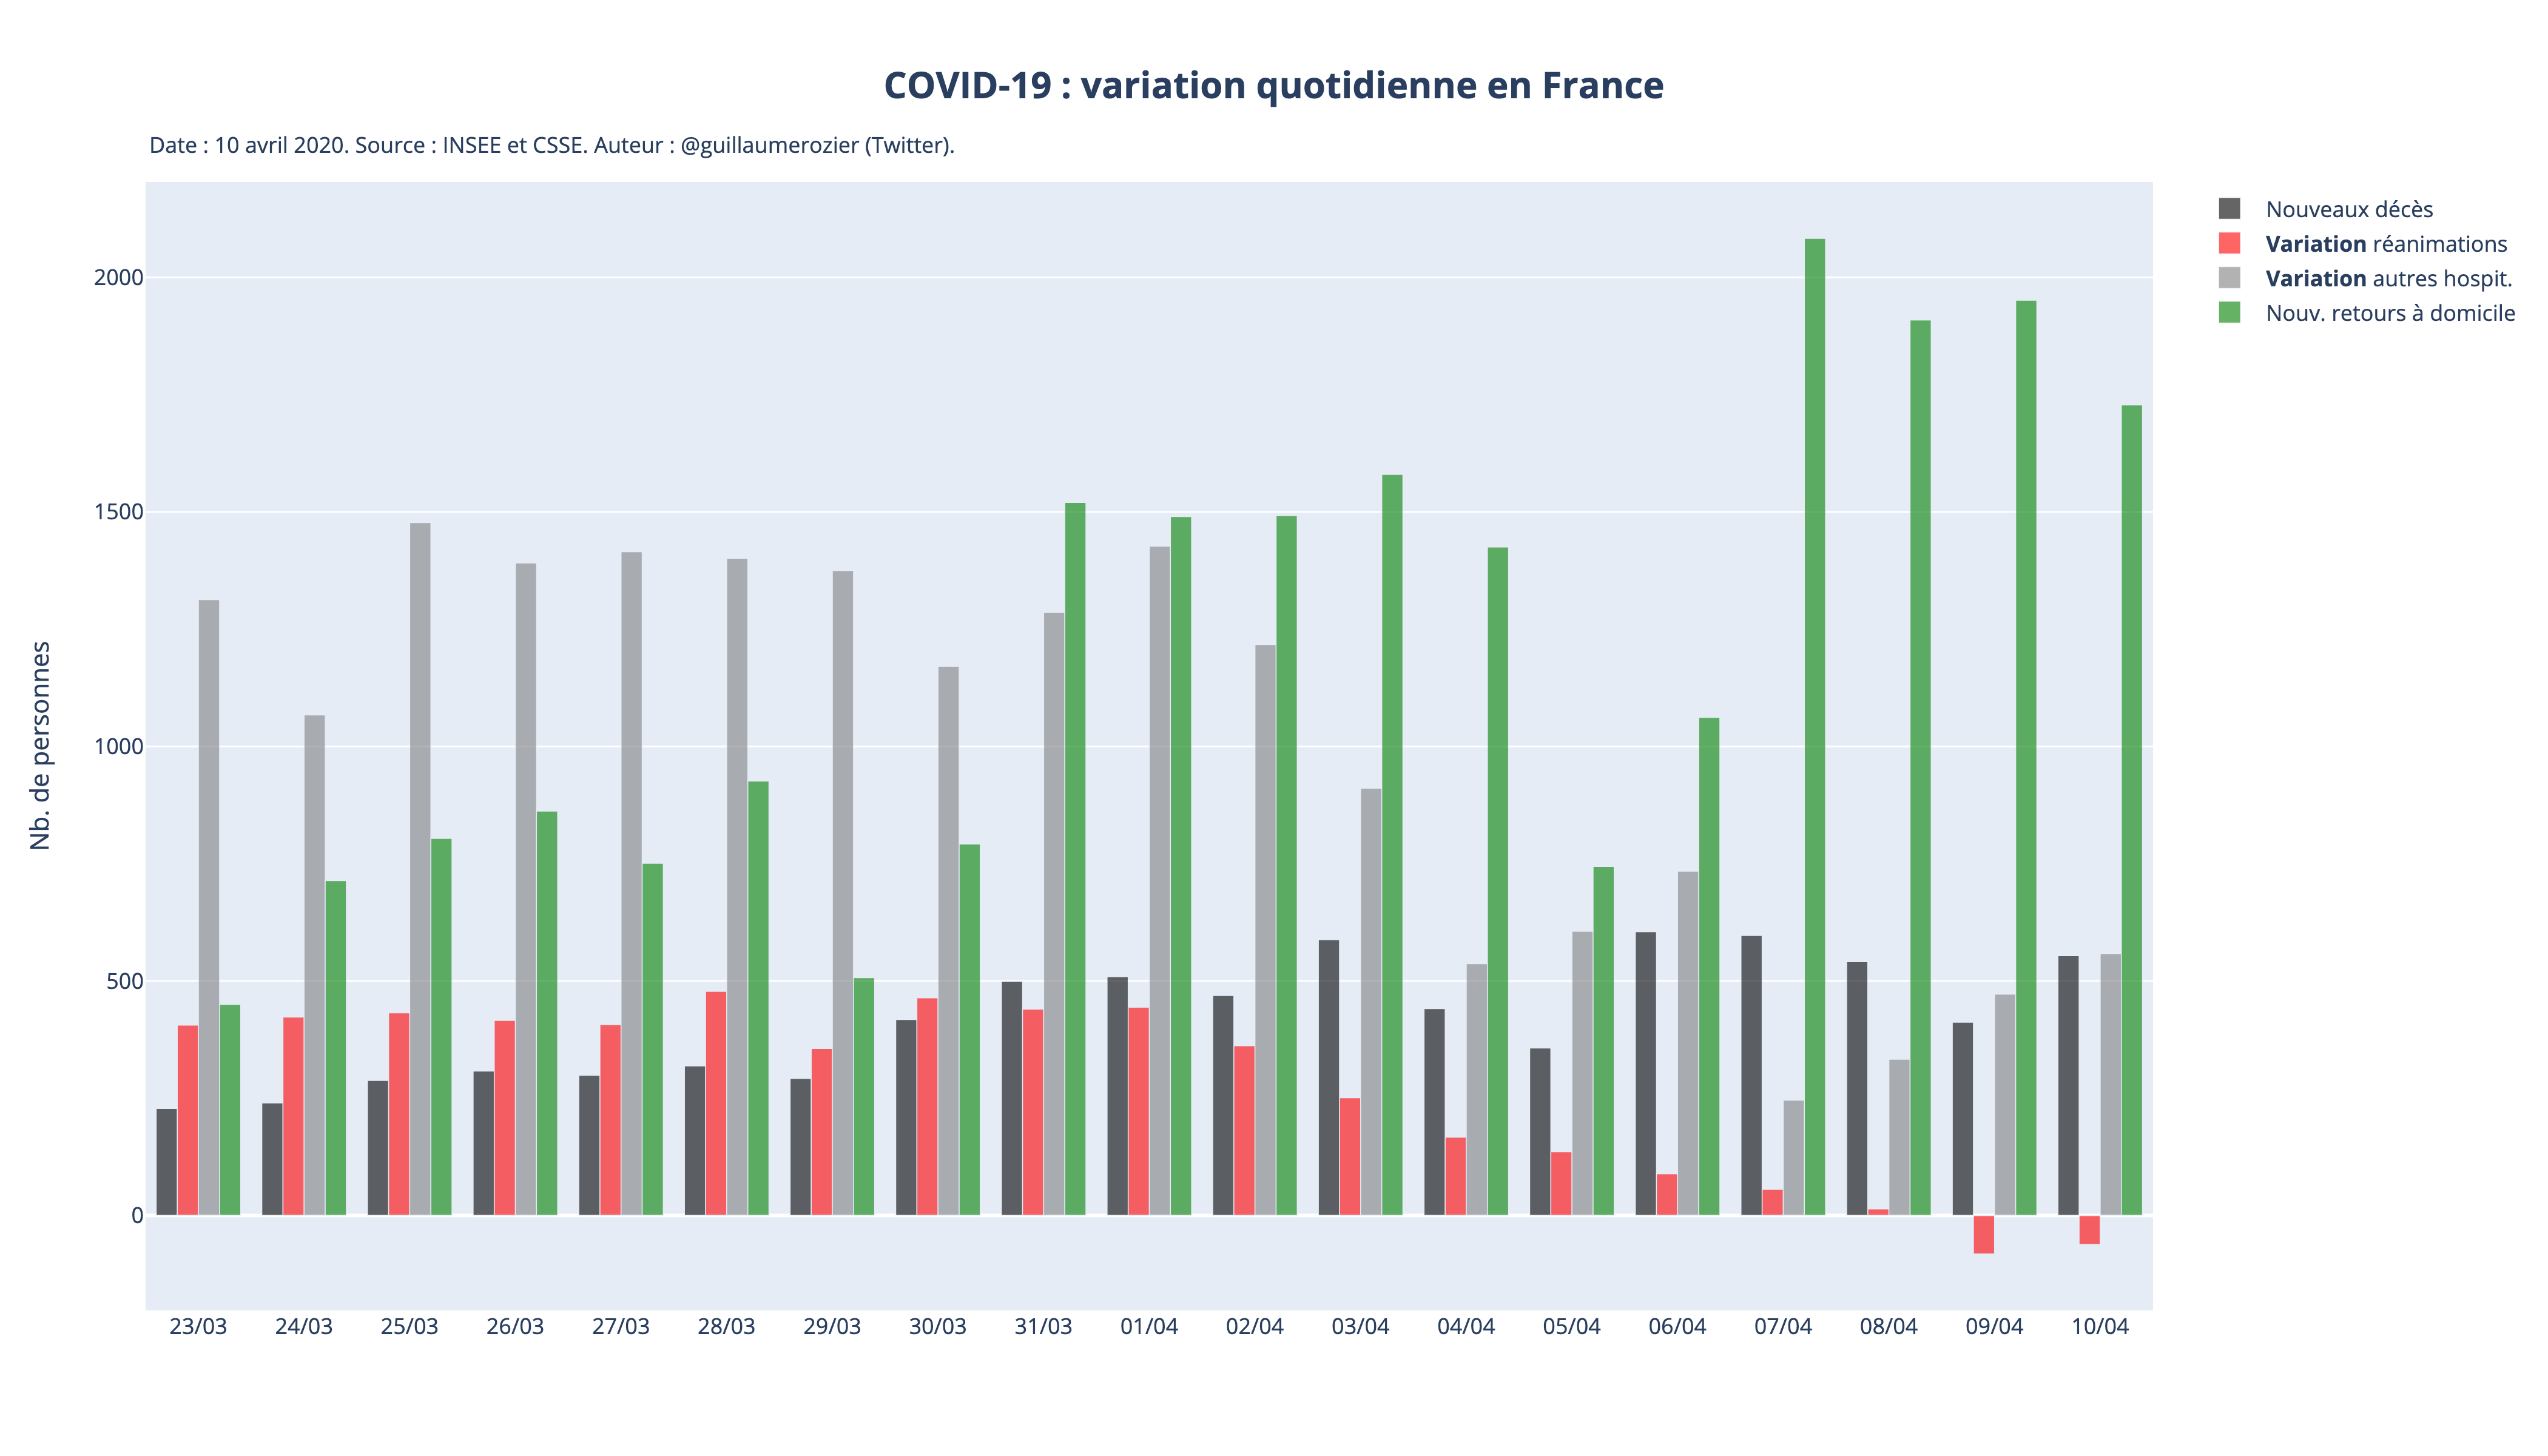 COVID-19 : variation quotidienne en France
Date : 10 avril 2020. Source : INSEE et CSSE. Auteur : @guillaumerozier (Twitter).
Nouveaux décès
Variation réanimations
Variation autres hospit.
Nouv. retours à domicile
Nb. de personnes
2000
1500
1000
500
0
23/03 24/03 25/03 26/03 27/03 28/03 29/03 30/03 31/03 01/04 02/04 03/04 04/04 05/04 06/04 07/04 08/04 09/04 10/04